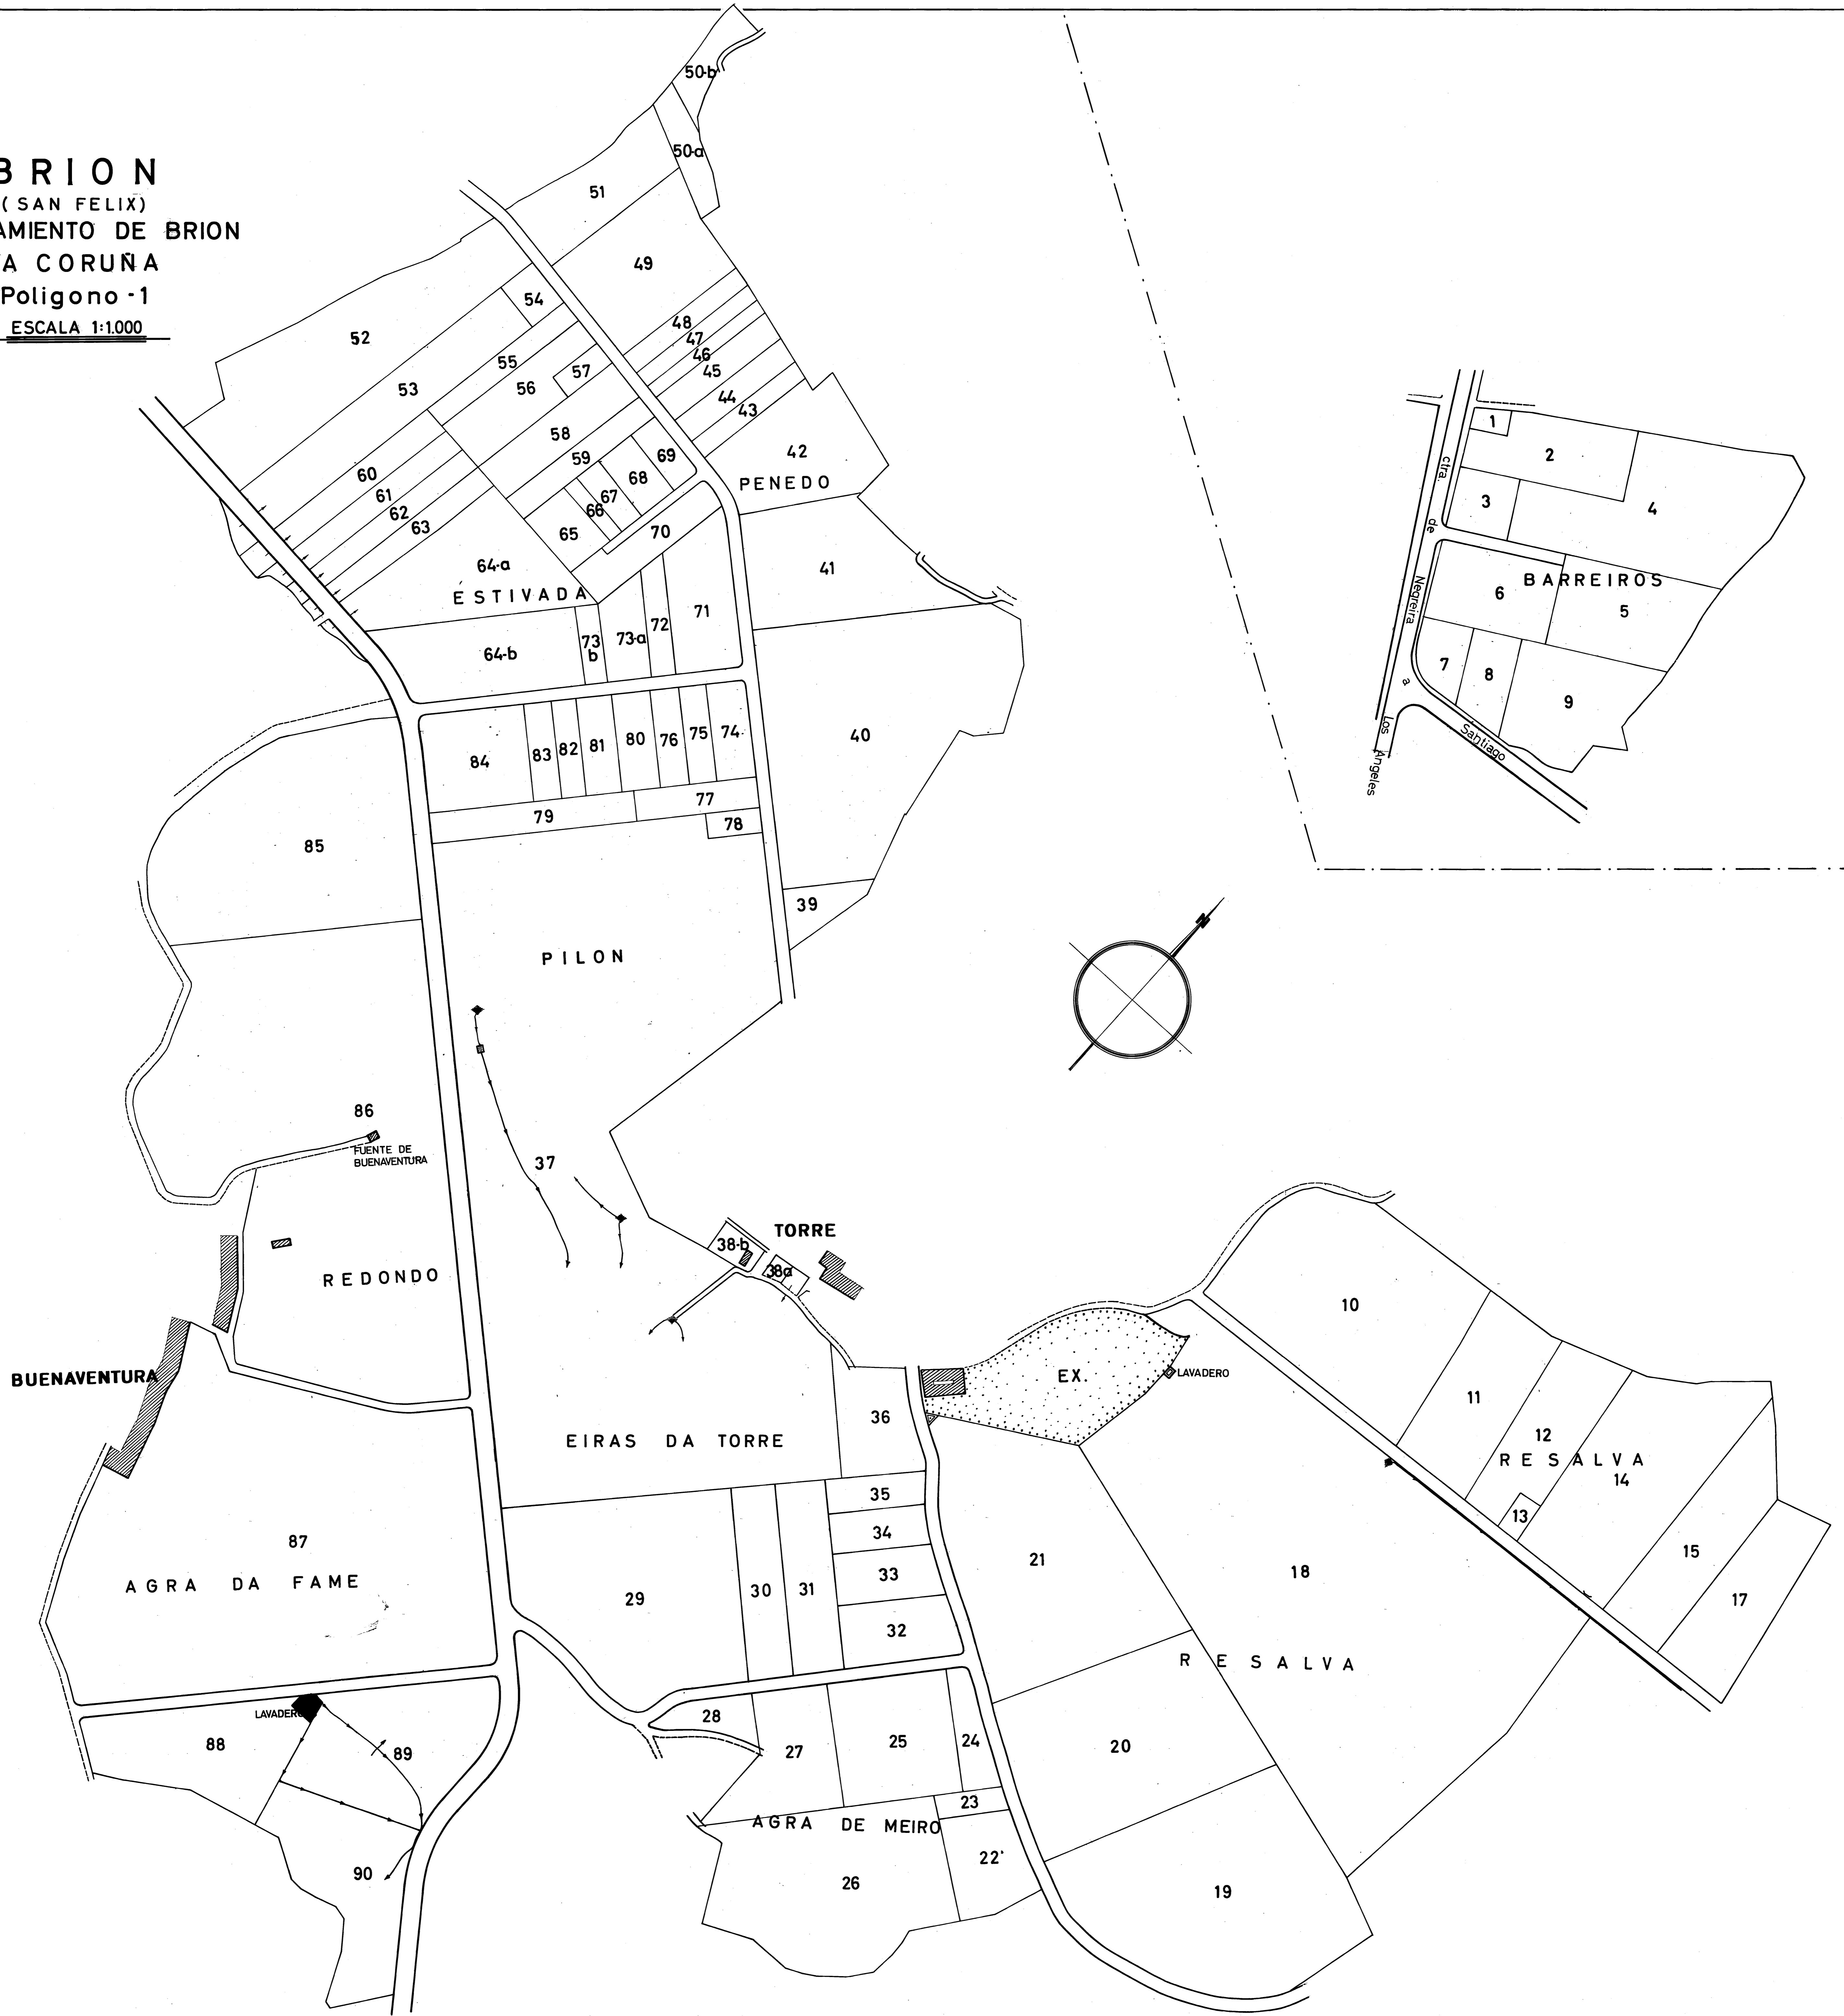 BRION
(SAN FELIX)
AMIENTO DE BRION
A CORUÑA
Poligono - 1
ESCALA 1:1.000
50-b
50-a
51
49
54
52
48
47
46
45
44
43
55
57
56
53
58
42
PENEDO
59
69
68
67
66
65
70
60
61
62
63
64-a
ESTIVADA
41
71
72
73-a
73
b
64-b
40
84
83
82
81
80
76
75
74
77
79
78
85
39
PILON
86
FUENTE DE
BUENAVENTURA
37
REDONDO
TORRE
38-b
38a
BUENAVENTURA
EX.
LAVADERO
36
EIRAS DA TORRE
35
34
33
32
31
30
29
87
AGRA DA FAME
LAVADERO
88
89
90
28
27
25
24
23
AGRA DE MEIRO
22
26
21
18
RESALVA
20
19
10
11
12
RESALVA
14
13
15
17
N
1
2
3
4
BARREIROS
6
5
7
8
9
ctra. de Negreira a Santiago
Los Angeles